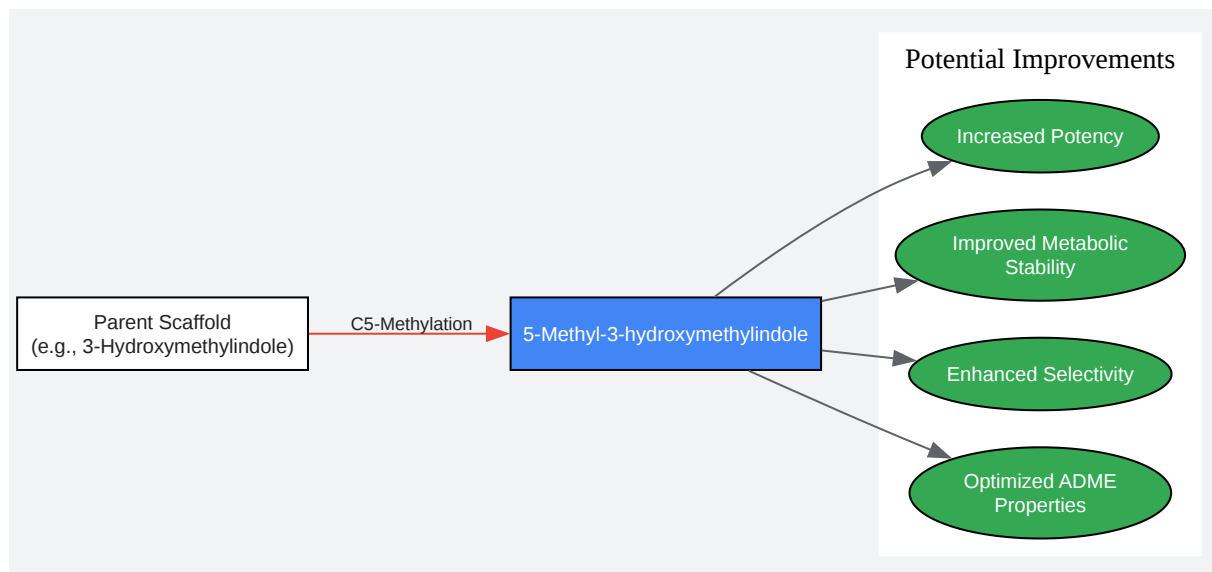 Potential Improvements
Increased Potency
Improved Metabolic
Stability
Parent Scaffold
(e.g., 3-Hydroxymethylindole)
C5-Methylation
5-Methyl-3-hydroxymethylindole
Enhanced Selectivity
Optimized ADME
Properties